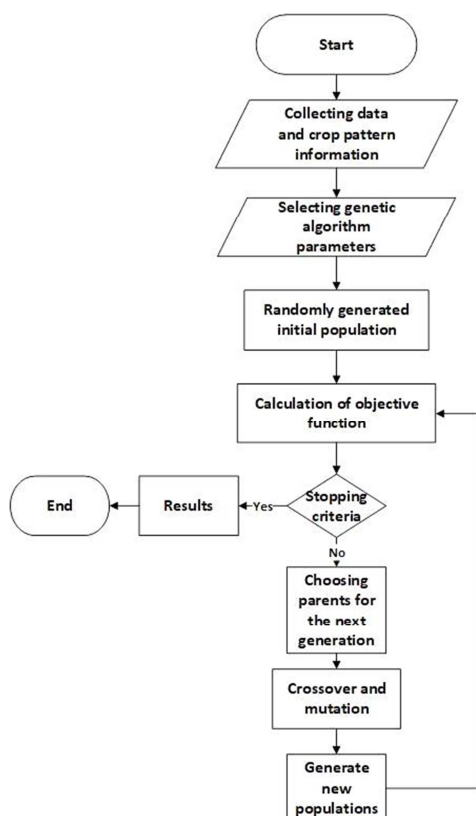 Start
Collecting data
and crop pattern
information
Selecting genetic
algorithm
parameters
Randomly generated
initial population
Calculation of objective
function
Stopping
criteria
Yes
Results
End
No
Choosing
parents for
the next
generation
Crossover and
mutation
Generate
new
populations